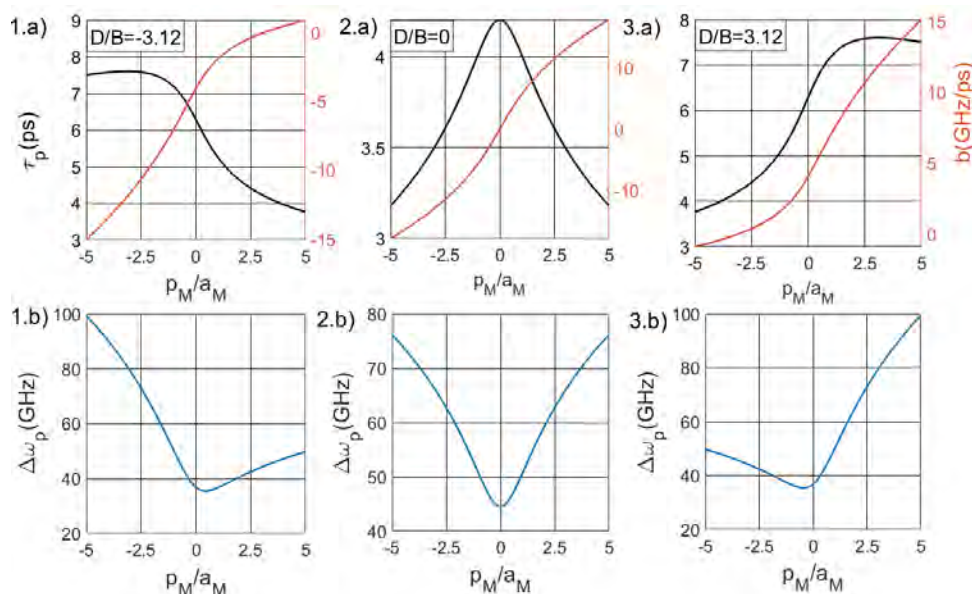 1.a) D/B=-3.12
9
8
7
6
5
4
3
0
-5
-10
-15
τp(ps)
-5 -2.5 0 2.5 5
pM/aM
2.a) D/B=0
4
3.5
3
10
0
-10
-5 -2.5 0 2.5 5
pM/aM
3.a) D/B=3.12
8
7
6
5
4
3
15
10
5
0
b(GHz/ps)
-5 -2.5 0 2.5 5
pM/aM
1.b)
100
80
60
40
20
Δωp(GHz)
-5 -2.5 0 2.5 5
pM/aM
2.b)
80
70
60
50
40
Δωp(GHz)
-5 -2.5 0 2.5 5
pM/aM
3.b)
100
80
60
40
20
Δωp(GHz)
-5 -2.5 0 2.5 5
pM/aM